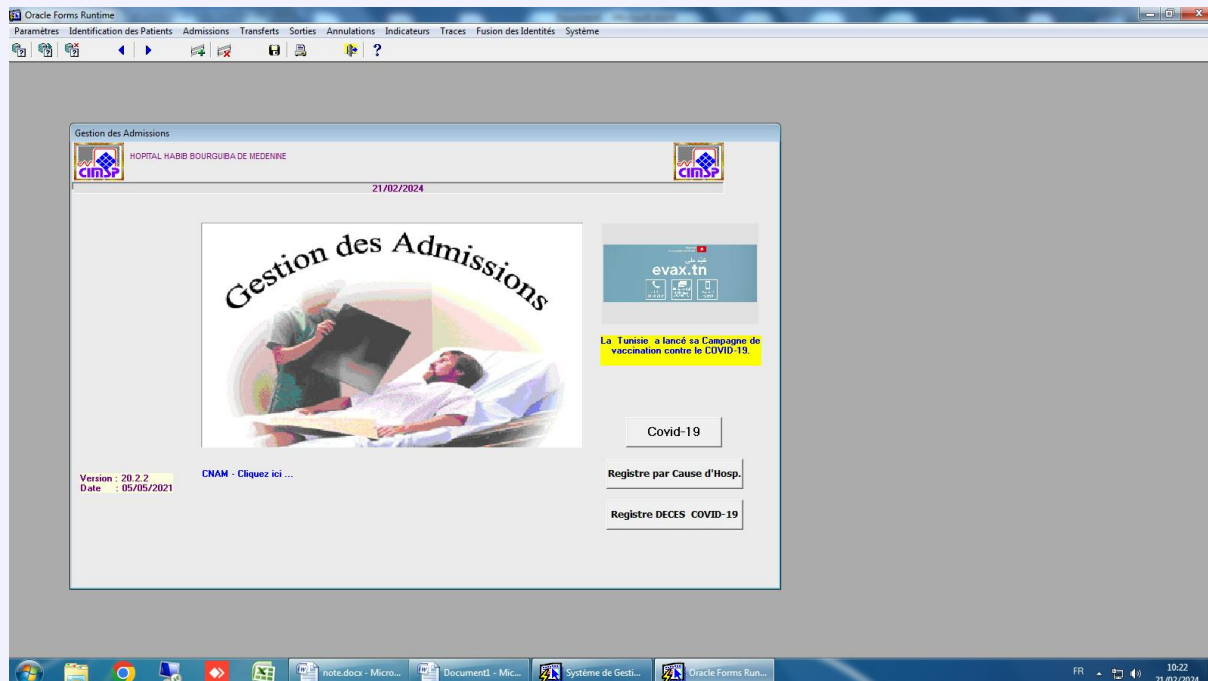 Oracle Forms Runtime
Paramètres Identification des Patients Admissions Transferts Sorties Annulations Indicateurs Traces Fusion des Identités Système
Gestion des Admissions
CIMSP
HOPITAL HABIB BOURGUIBA DE MEDENINE
CIMSP
21/02/2024
Gestion des Admissions
evax.tn
La Tunisie a lancé sa Campagne de
vaccination contre le COVID-19.
Covid-19
Version : 20.2.2
Date : 05/05/2021
CNAM - Cliquez ici ...
Registre par Cause d'Hosp.
Registre DECES COVID-19
note.docx - Micro... Document1 - Mic... Système de Gesti... Oracle Forms Run... FR 10:22
21/02/2024